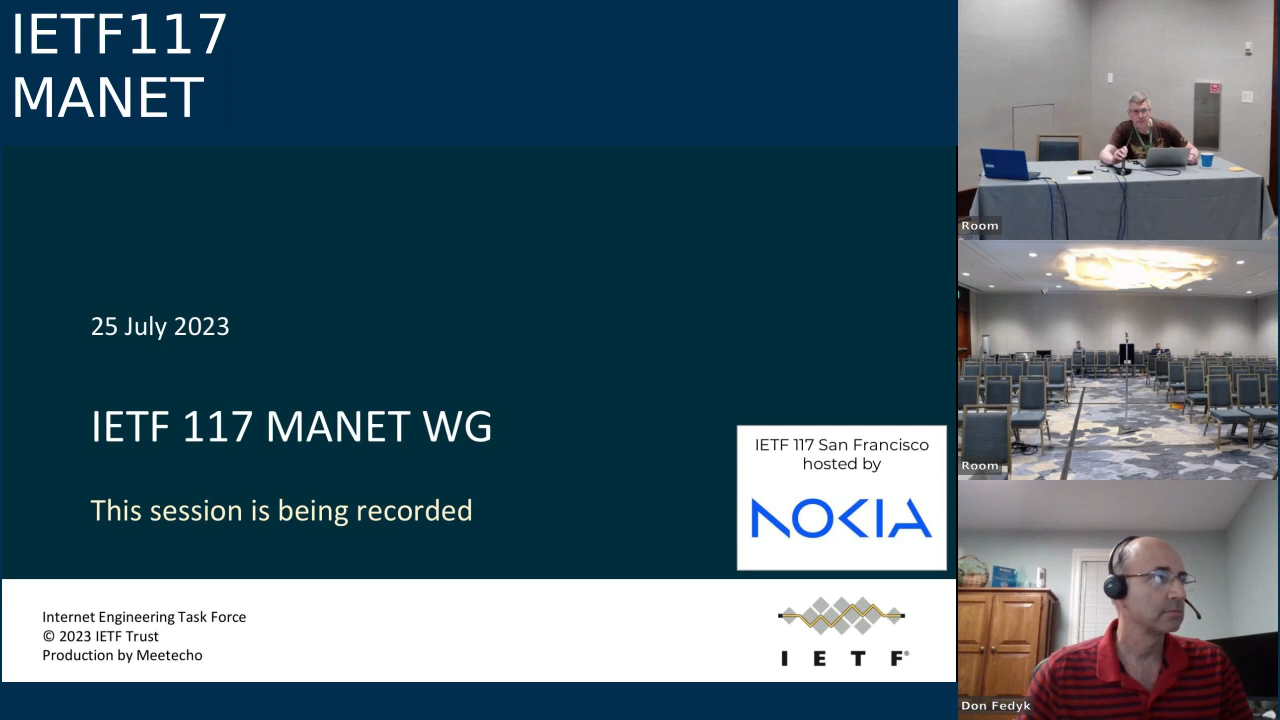 IETF117
MANET
25 July 2023
IETF 117 MANET WG
This session is being recorded
IETF 117 San Francisco
hosted by
NOKIA
Internet Engineering Task Force
© 2023 IETF Trust
Production by Meetecho
I E T F®
Room
Room
Don Fedyk